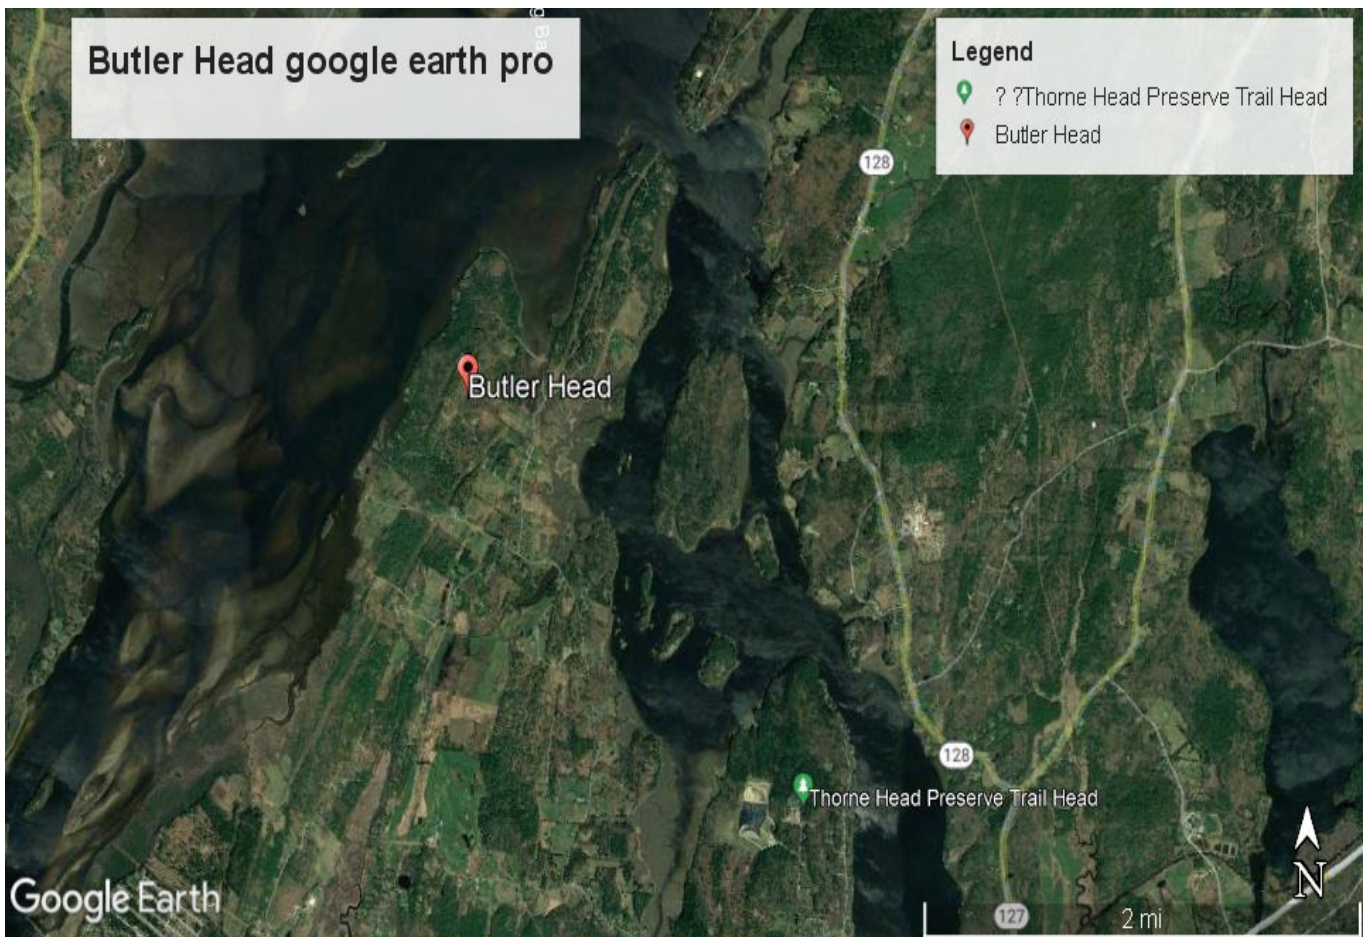 Butler Head google earth pro
Legend
? ?Thorne Head Preserve Trail Head
Butler Head
128
Butler Head
128
Thorne Head Preserve Trail Head
Google Earth
N
127
2 mi